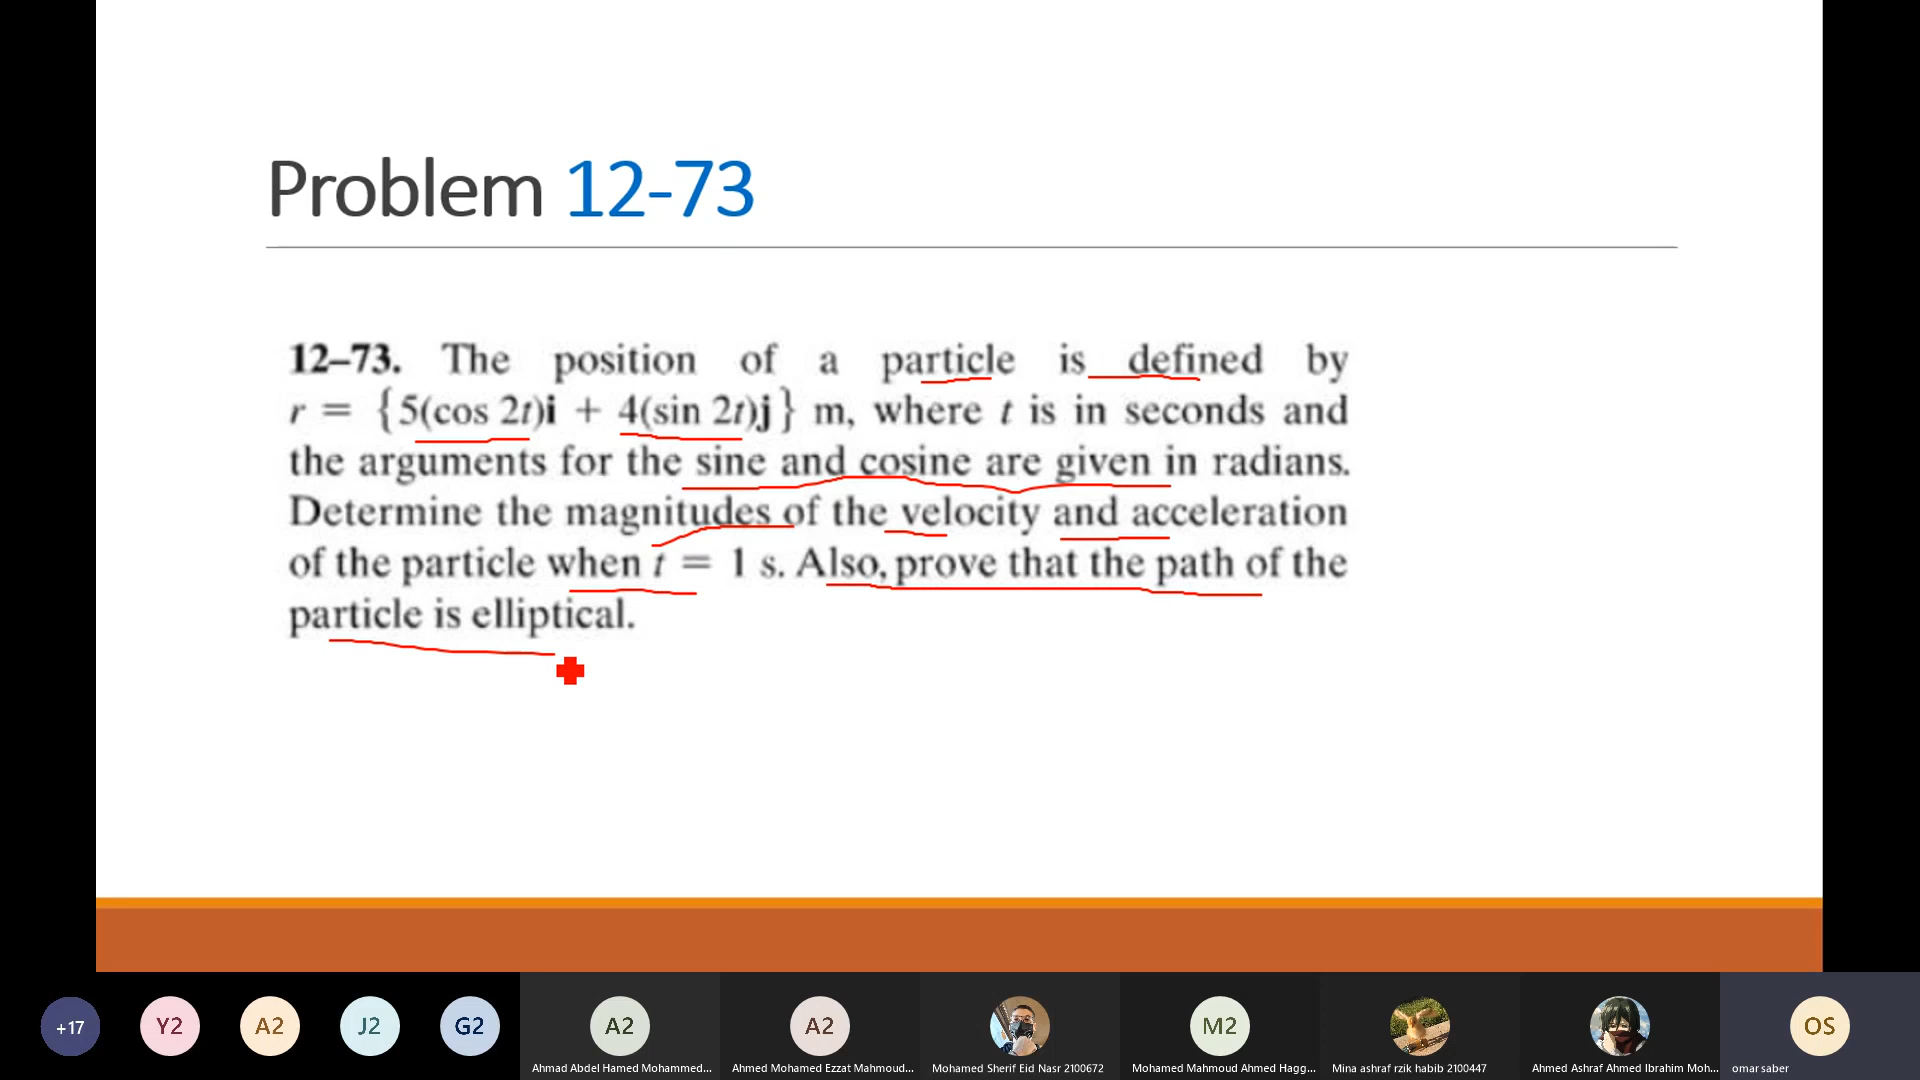 Problem 12-73
12–73. The position of a particle is defined by
r = {5(cos 2t)i + 4(sin 2t)j} m, where t is in seconds and
the arguments for the sine and cosine are given in radians.
Determine the magnitudes of the velocity and acceleration
of the particle when t = 1 s. Also, prove that the path of the
particle is elliptical.
+17
Y2
A2
J2
G2
A2
A2
M2
OS
Ahmad Abdel Hamed Mohammed...
Ahmed Mohamed Ezzat Mahmoud...
Mohamed Sherif Eid Nasr 2100672
Mohamed Mahmoud Ahmed Hagg...
Mina ashraf rzik habib 2100447
Ahmed Ashraf Ahmed Ibrahim Moh...
omar saber